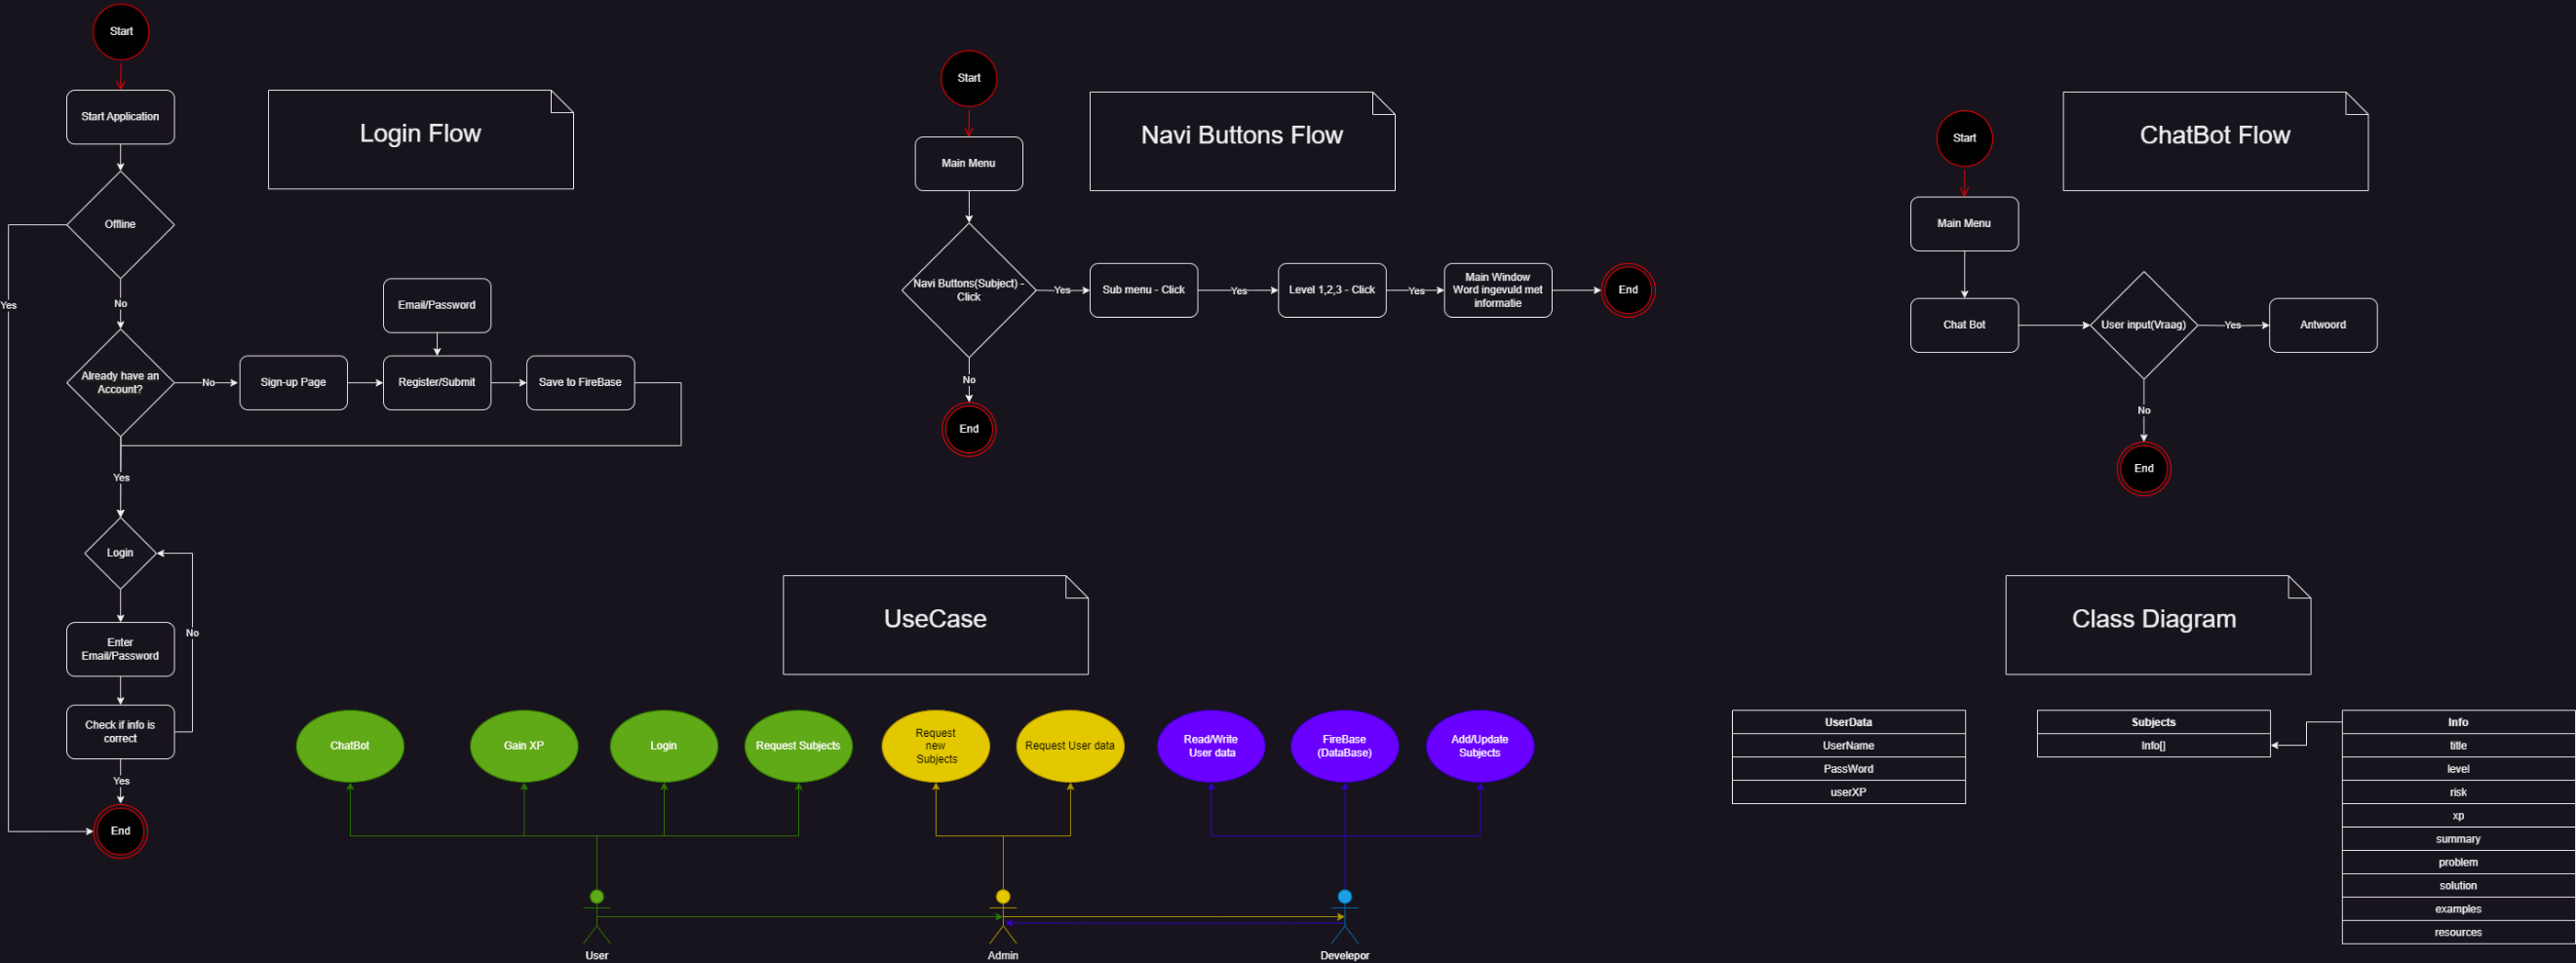 Start
Start Application
Offline
Yes
No
Already have an
Account?
No
Sign-up Page
Email/Password
Register/Submit
Save to FireBase
Yes
Login
Enter
Email/Password
No
Check if info is
correct
Yes
End
Login Flow
Start
Main Menu
Navi Buttons(Subject) -
Click
Yes
Sub menu - Click
Yes
Level 1,2,3 - Click
Yes
Main Window
Word ingevuld met
informatie
End
No
End
Navi Buttons Flow
Start
Main Menu
Chat Bot
User input(Vraag)
Yes
Antwoord
No
End
ChatBot Flow
UseCase
ChatBot
Gain XP
Login
Request Subjects
Request
new
Subjects
Request User data
Read/Write
User data
FireBase
(DataBase)
Add/Update
Subjects
User
Admin
Develepor
Class Diagram
UserData
UserName
PassWord
userXP
Subjects
Info[]
Info
title
level
risk
xp
summary
problem
solution
examples
resources